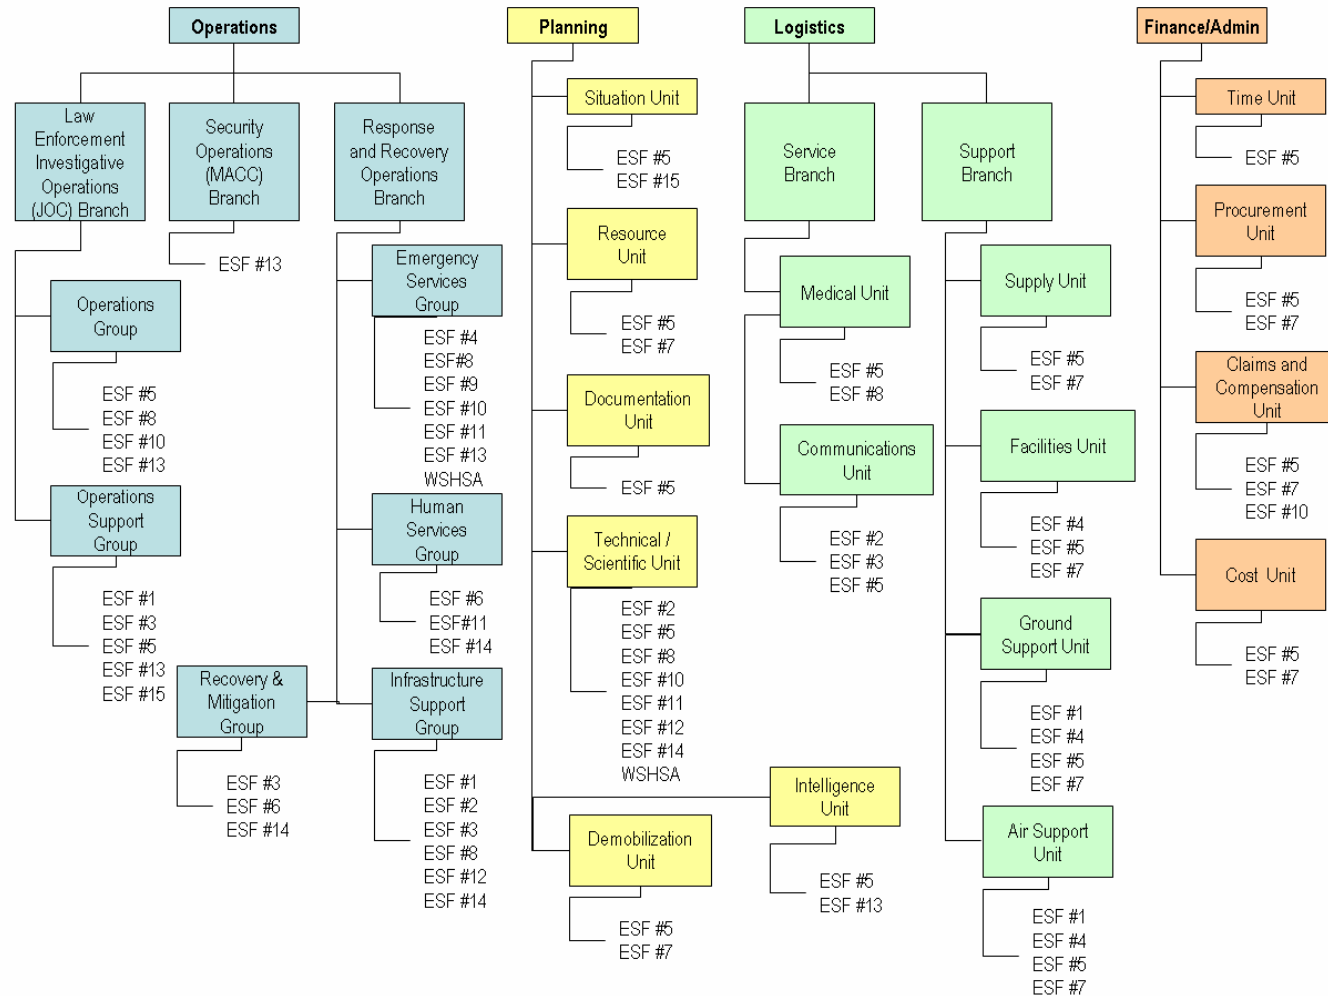 Operations
Law
Enforcement
Investigative
Operations
(JOC) Branch
Operations
Group
ESF #5
ESF #8
ESF #10
ESF #13
Operations
Support
Group
ESF #1
ESF #3
ESF #5
ESF #13
ESF #15
Security
Operations
(MACC)
Branch
ESF #13
Response
and Recovery
Operations
Branch
Emergency
Services
Group
ESF #4
ESF#8
ESF #9
ESF #10
ESF #11
ESF #13
WSHSA
Human
Services
Group
ESF #6
ESF#11
ESF #14
Recovery &
Mitigation
Group
ESF #3
ESF #6
ESF #14
Infrastructure
Support
Group
ESF #1
ESF #2
ESF #3
ESF #8
ESF #12
ESF #14
Planning
Situation Unit
ESF #5
ESF #15
Resource
Unit
ESF #5
ESF #7
Documentation
Unit
ESF #5
Technical /
Scientific Unit
ESF #2
ESF #5
ESF #8
ESF #10
ESF #11
ESF #12
ESF #14
WSHSA
Demobilization
Unit
ESF #5
ESF #7
Intelligence
Unit
ESF #5
ESF #13
Logistics
Service
Branch
Medical Unit
ESF #5
ESF #8
Communications
Unit
ESF #2
ESF #3
ESF #5
Support
Branch
Supply Unit
ESF #5
ESF #7
Facilities Unit
ESF #4
ESF #5
ESF #7
Ground
Support Unit
ESF #1
ESF #4
ESF #5
ESF #7
Air Support
Unit
ESF #1
ESF #4
ESF #5
ESF #7
Finance/Admin
Time Unit
ESF #5
Procurement
Unit
ESF #5
ESF #7
Claims and
Compensation
Unit
ESF #5
ESF #7
ESF #10
Cost Unit
ESF #5
ESF #7